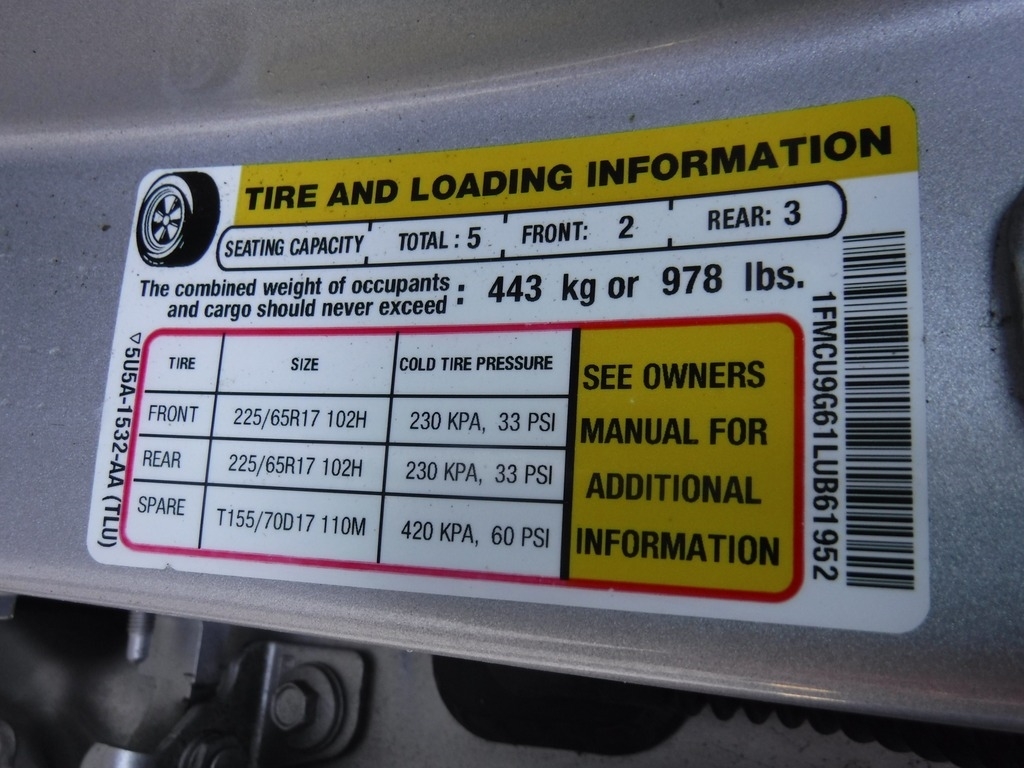 TIRE AND LOADING INFORMATION
SEATING CAPACITY TOTAL : 5 FRONT: 2 REAR: 3
The combined weight of occupants
and cargo should never exceed : 443 kg or 978 lbs.
TIRE SIZE COLD TIRE PRESSURE
FRONT 225/65R17 102H 230 KPA, 33 PSI
REAR 225/65R17 102H 230 KPA, 33 PSI
SPARE T155/70D17 110M 420 KPA, 60 PSI
SEE OWNERS
MANUAL FOR
ADDITIONAL
INFORMATION
1FMCU9G61LUB61952
5U5A-1532-AA (TLU)